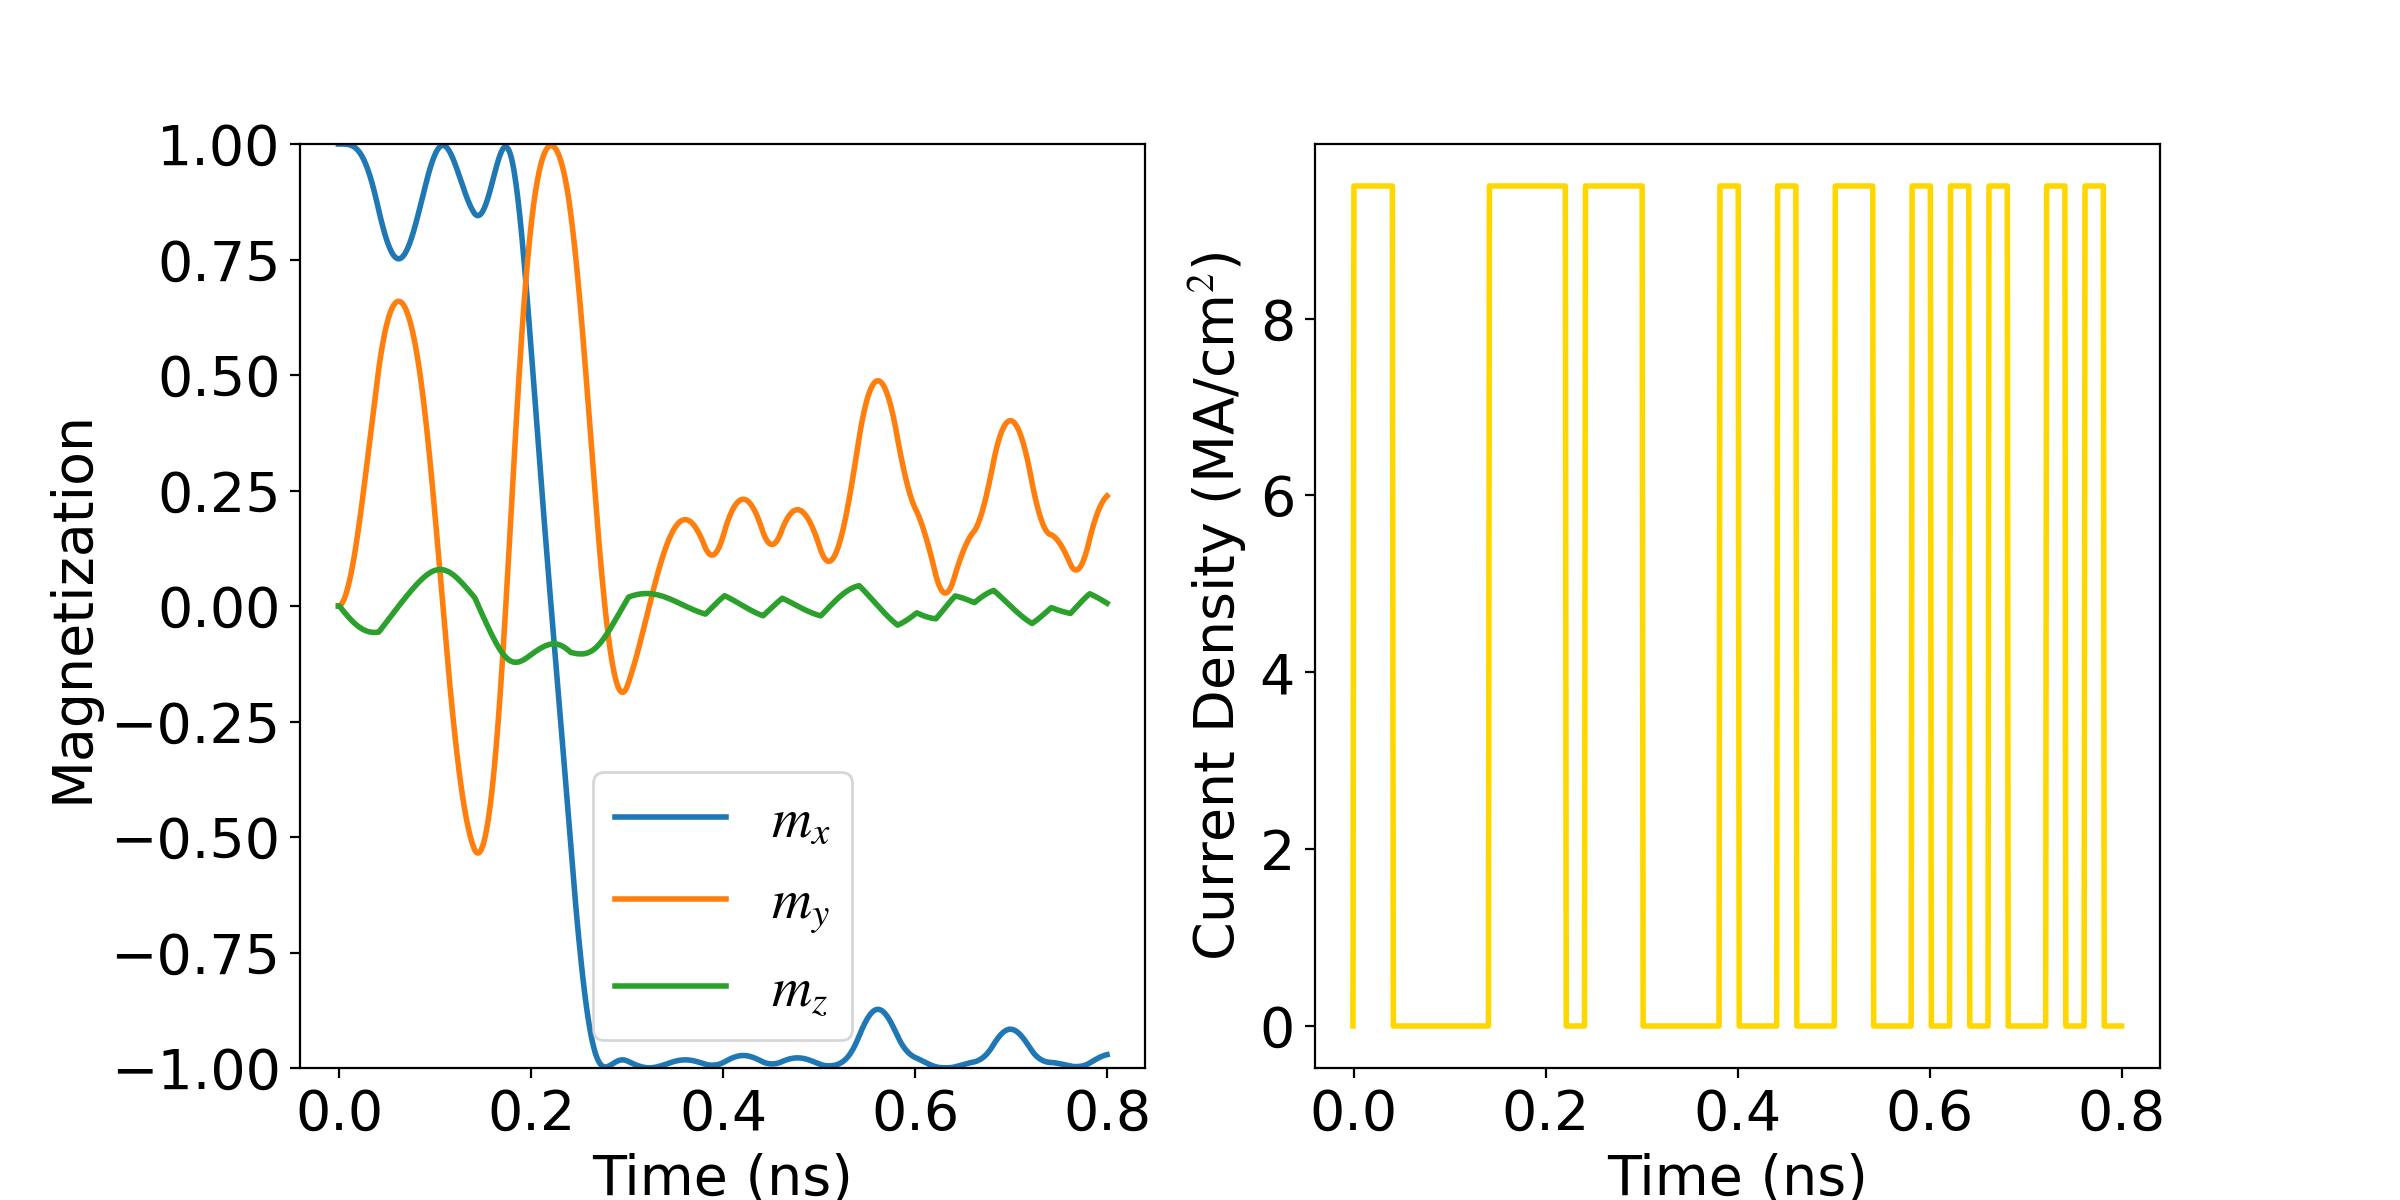 Magnetization
1.00
0.75
0.50
0.25
0.00
−0.25
−0.50
−0.75
−1.00
0.0 0.2 0.4 0.6 0.8
Time (ns)
m_x
m_y
m_z
Current Density (MA/cm²)
8
6
4
2
0
0.0 0.2 0.4 0.6 0.8
Time (ns)